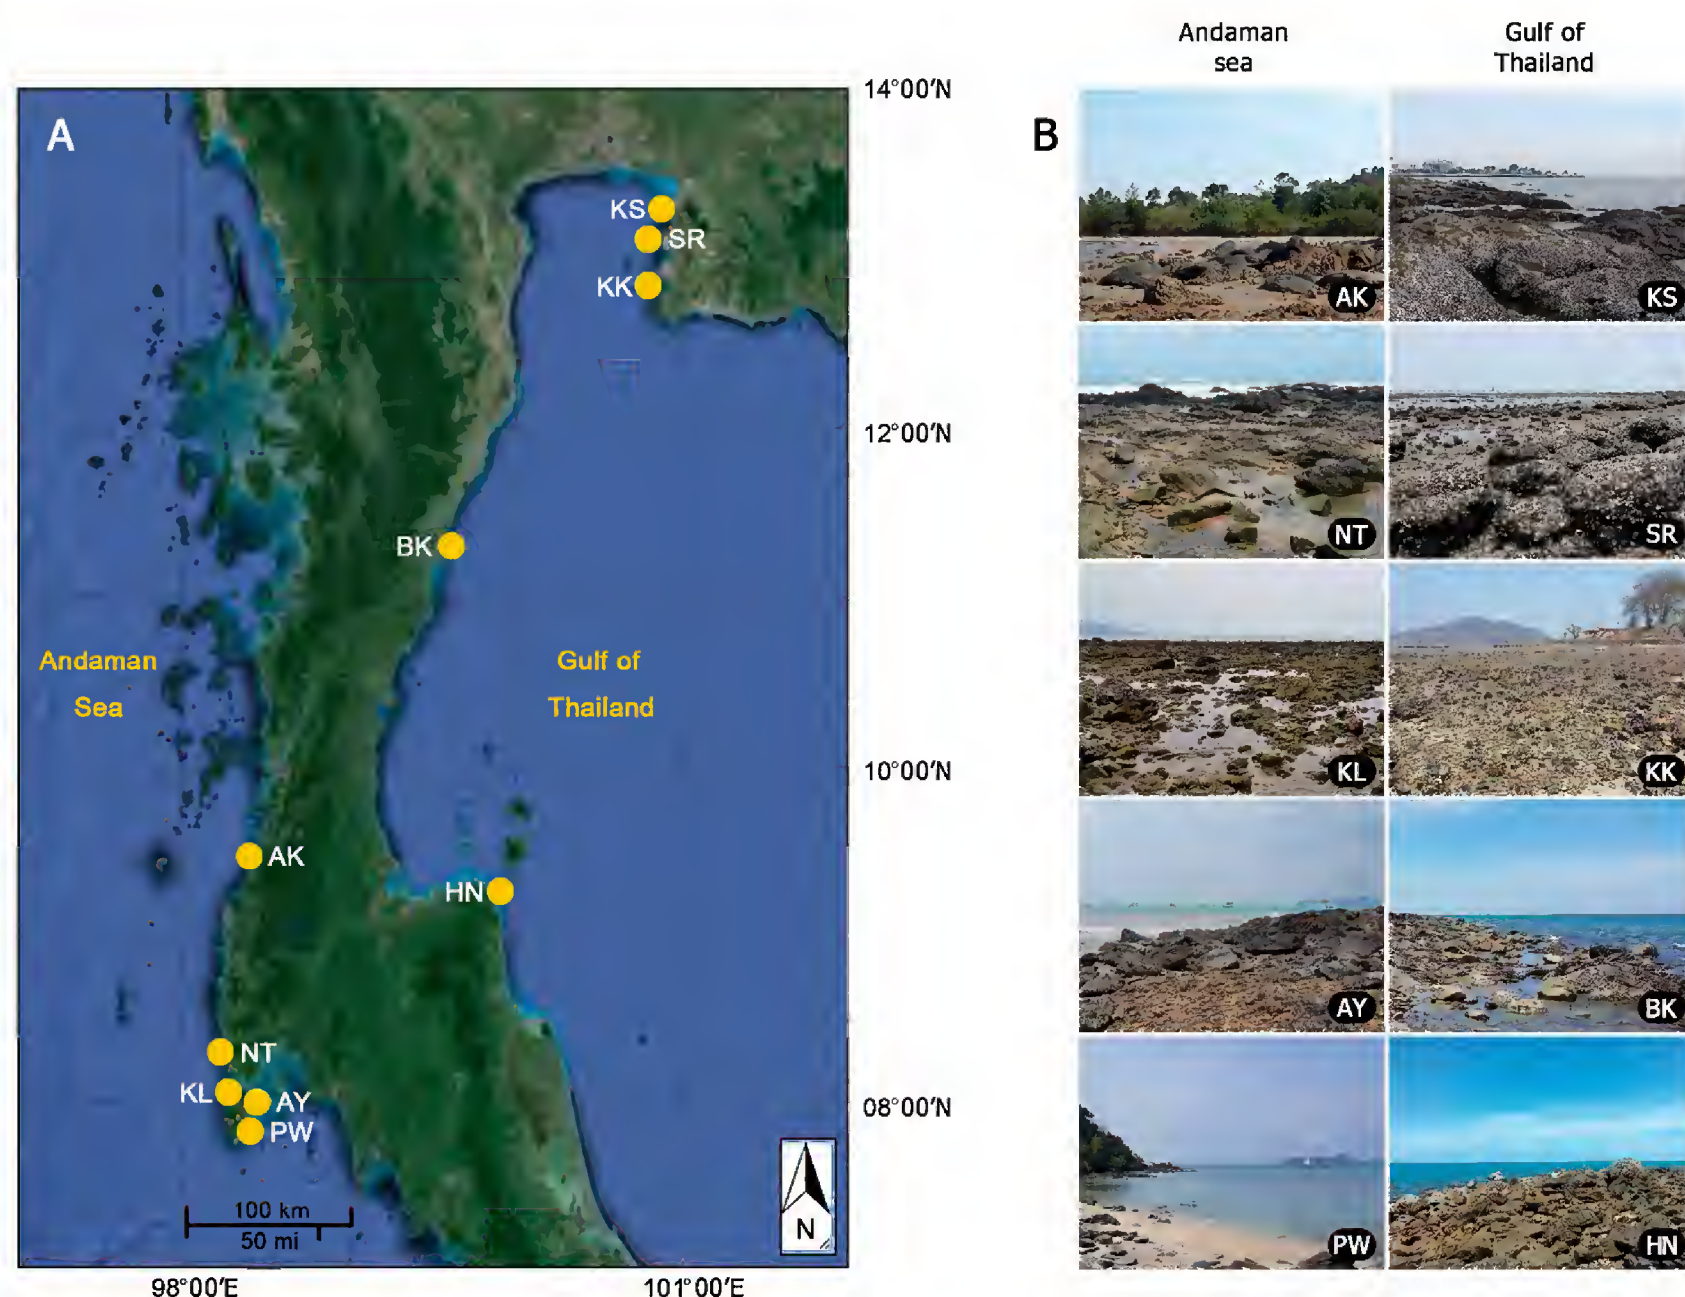 Andaman
sea
Gulf of
Thailand
14°00'N
A
B
KS
SR
KK
12°00'N
BK
Andaman
Sea
Gulf of
Thailand
10°00'N
AK
HN
NT
KL
AY
PW
08°00'N
100 km
50 mi
N
98°00'E
101°00'E
AK
KS
NT
SR
KL
KK
AY
BK
PW
HN